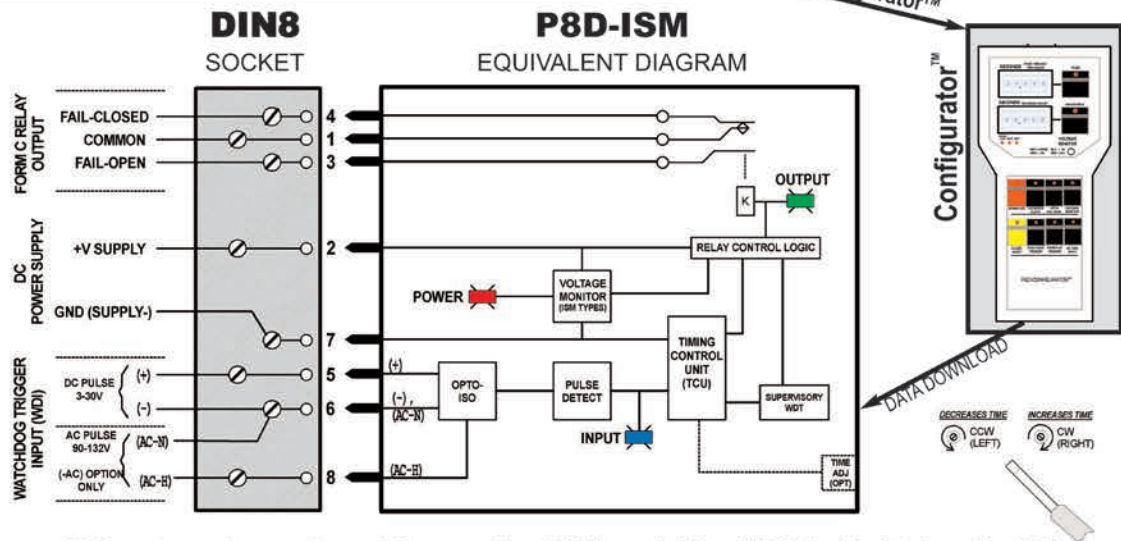 DIN8
SOCKET
P8D-ISM
EQUIVALENT DIAGRAM
Configurator™
FORM C RELAY
OUTPUT
FAIL-CLOSED
COMMON
FAIL-OPEN
4
1
3
DC
POWER SUPPLY
+V SUPPLY
GND (SUPPLY-)
2
7
WATCHDOG TRIGGER
INPUT (WDI)
DC PULSE
3-30V
(+)
(-)
AC PULSE
90-132V
(-AC) OPTION
ONLY
(AC-N)
(AC-H)
5
6
8
(+)
(-) ,
(AC-N)
(AC-H)
K
OUTPUT
RELAY CONTROL LOGIC
POWER
VOLTAGE
MONITOR
(ISM TYPES)
TIMING
CONTROL
UNIT
(TCU)
OPTO-
ISO
PULSE
DETECT
INPUT
SUPERVISORY
WDT
TIME
ADJ
(OPT)
DATA DOWNLOAD
DECREASES TIME
CCW
(LEFT)
INCREASES TIME
CW
(RIGHT)